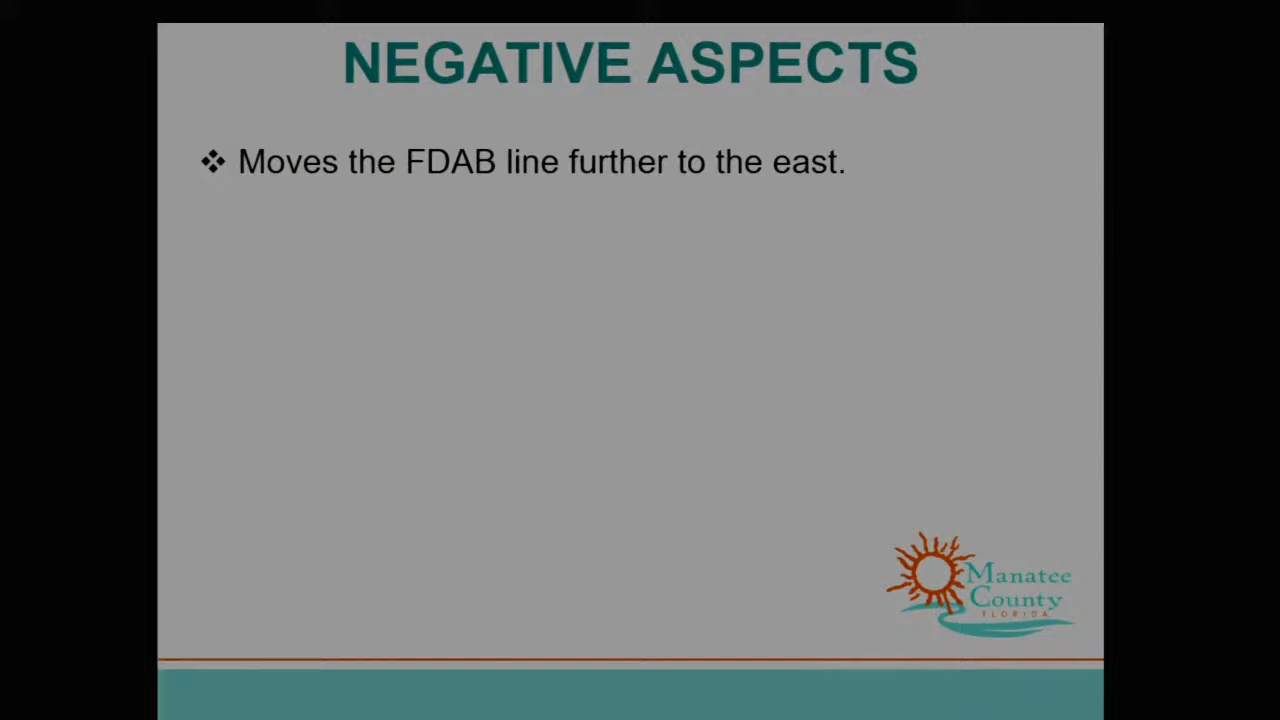 NEGATIVE ASPECTS
❖ Moves the FDAB line further to the east.
Manatee
County
FLORIDA